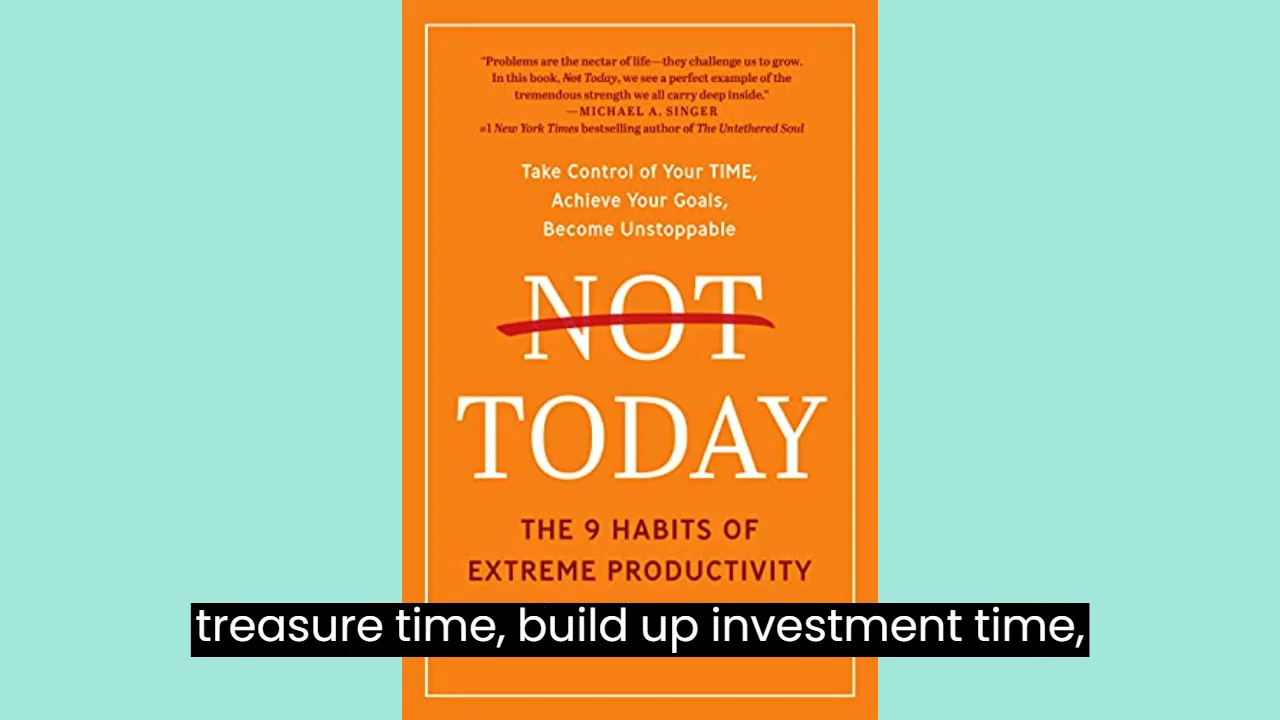 "Problems are the nectar of life—they challenge us to grow.
In this book, Not Today, we see a perfect example of the
tremendous strength we all carry deep inside."
—MICHAEL A. SINGER
#1 New York Times bestselling author of The Untethered Soul
Take Control of Your TIME,
Achieve Your Goals,
Become Unstoppable
NOT
TODAY
THE 9 HABITS OF
EXTREME PRODUCTIVITY
treasure time, build up investment time,